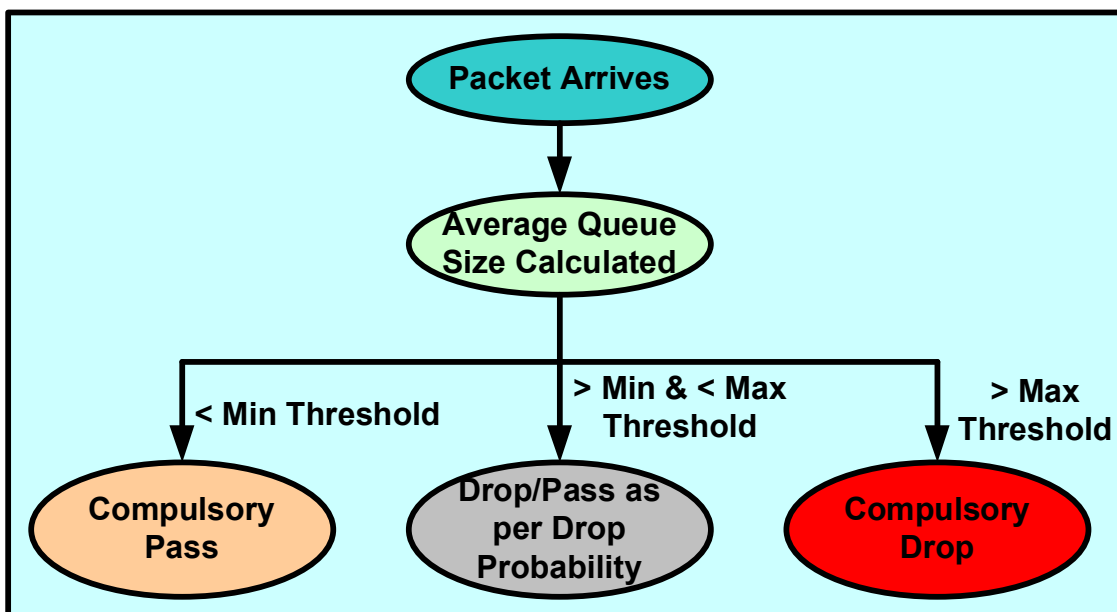 Packet Arrives
Average Queue
Size Calculated
< Min Threshold
> Min & < Max
Threshold
> Max
Threshold
Compulsory
Pass
Drop/Pass as
per Drop
Probability
Compulsory
Drop